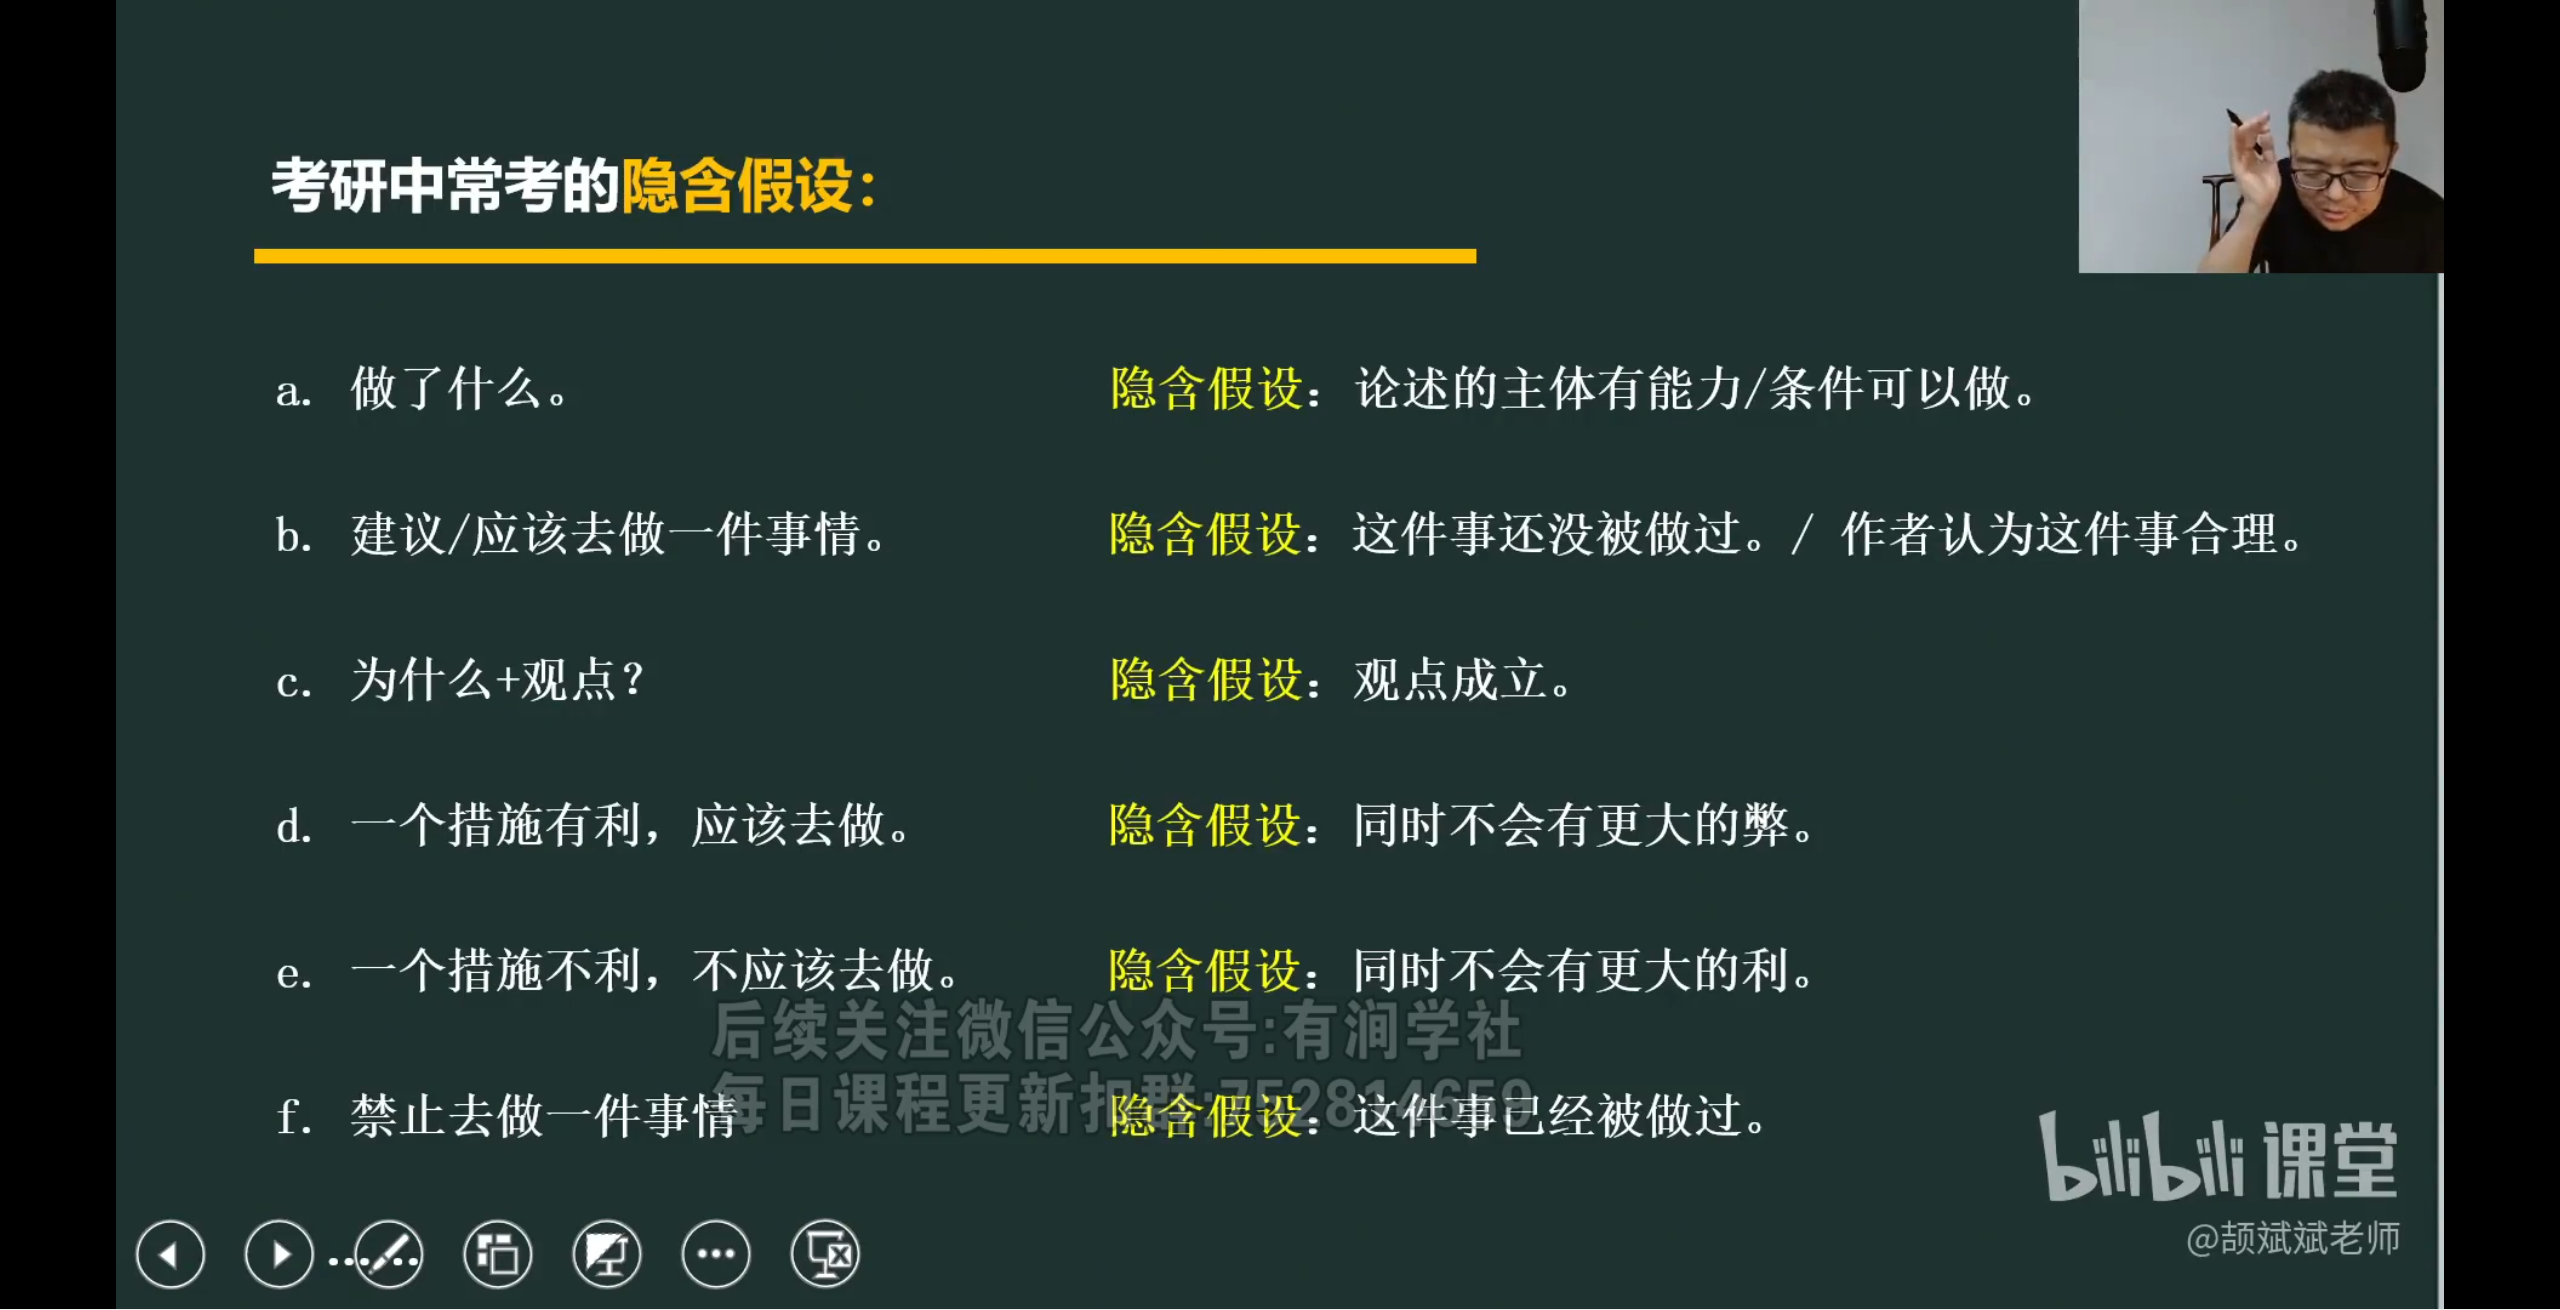 考研中常考的隐含假设：
a. 做了什么。 隐含假设：论述的主体有能力/条件可以做。
b. 建议/应该去做一件事情。 隐含假设：这件事还没被做过。/ 作者认为这件事合理。
c. 为什么+观点？ 隐含假设：观点成立。
d. 一个措施有利，应该去做。 隐含假设：同时不会有更大的弊。
e. 一个措施不利，不应该去做。 隐含假设：同时不会有更大的利。
后续关注微信公众号:有涧学社
每日课程更新扣群:752814659
f. 禁止去做一件事情 隐含假设：这件事已经被做过。
bilibili课堂
@颉斌斌老师
......